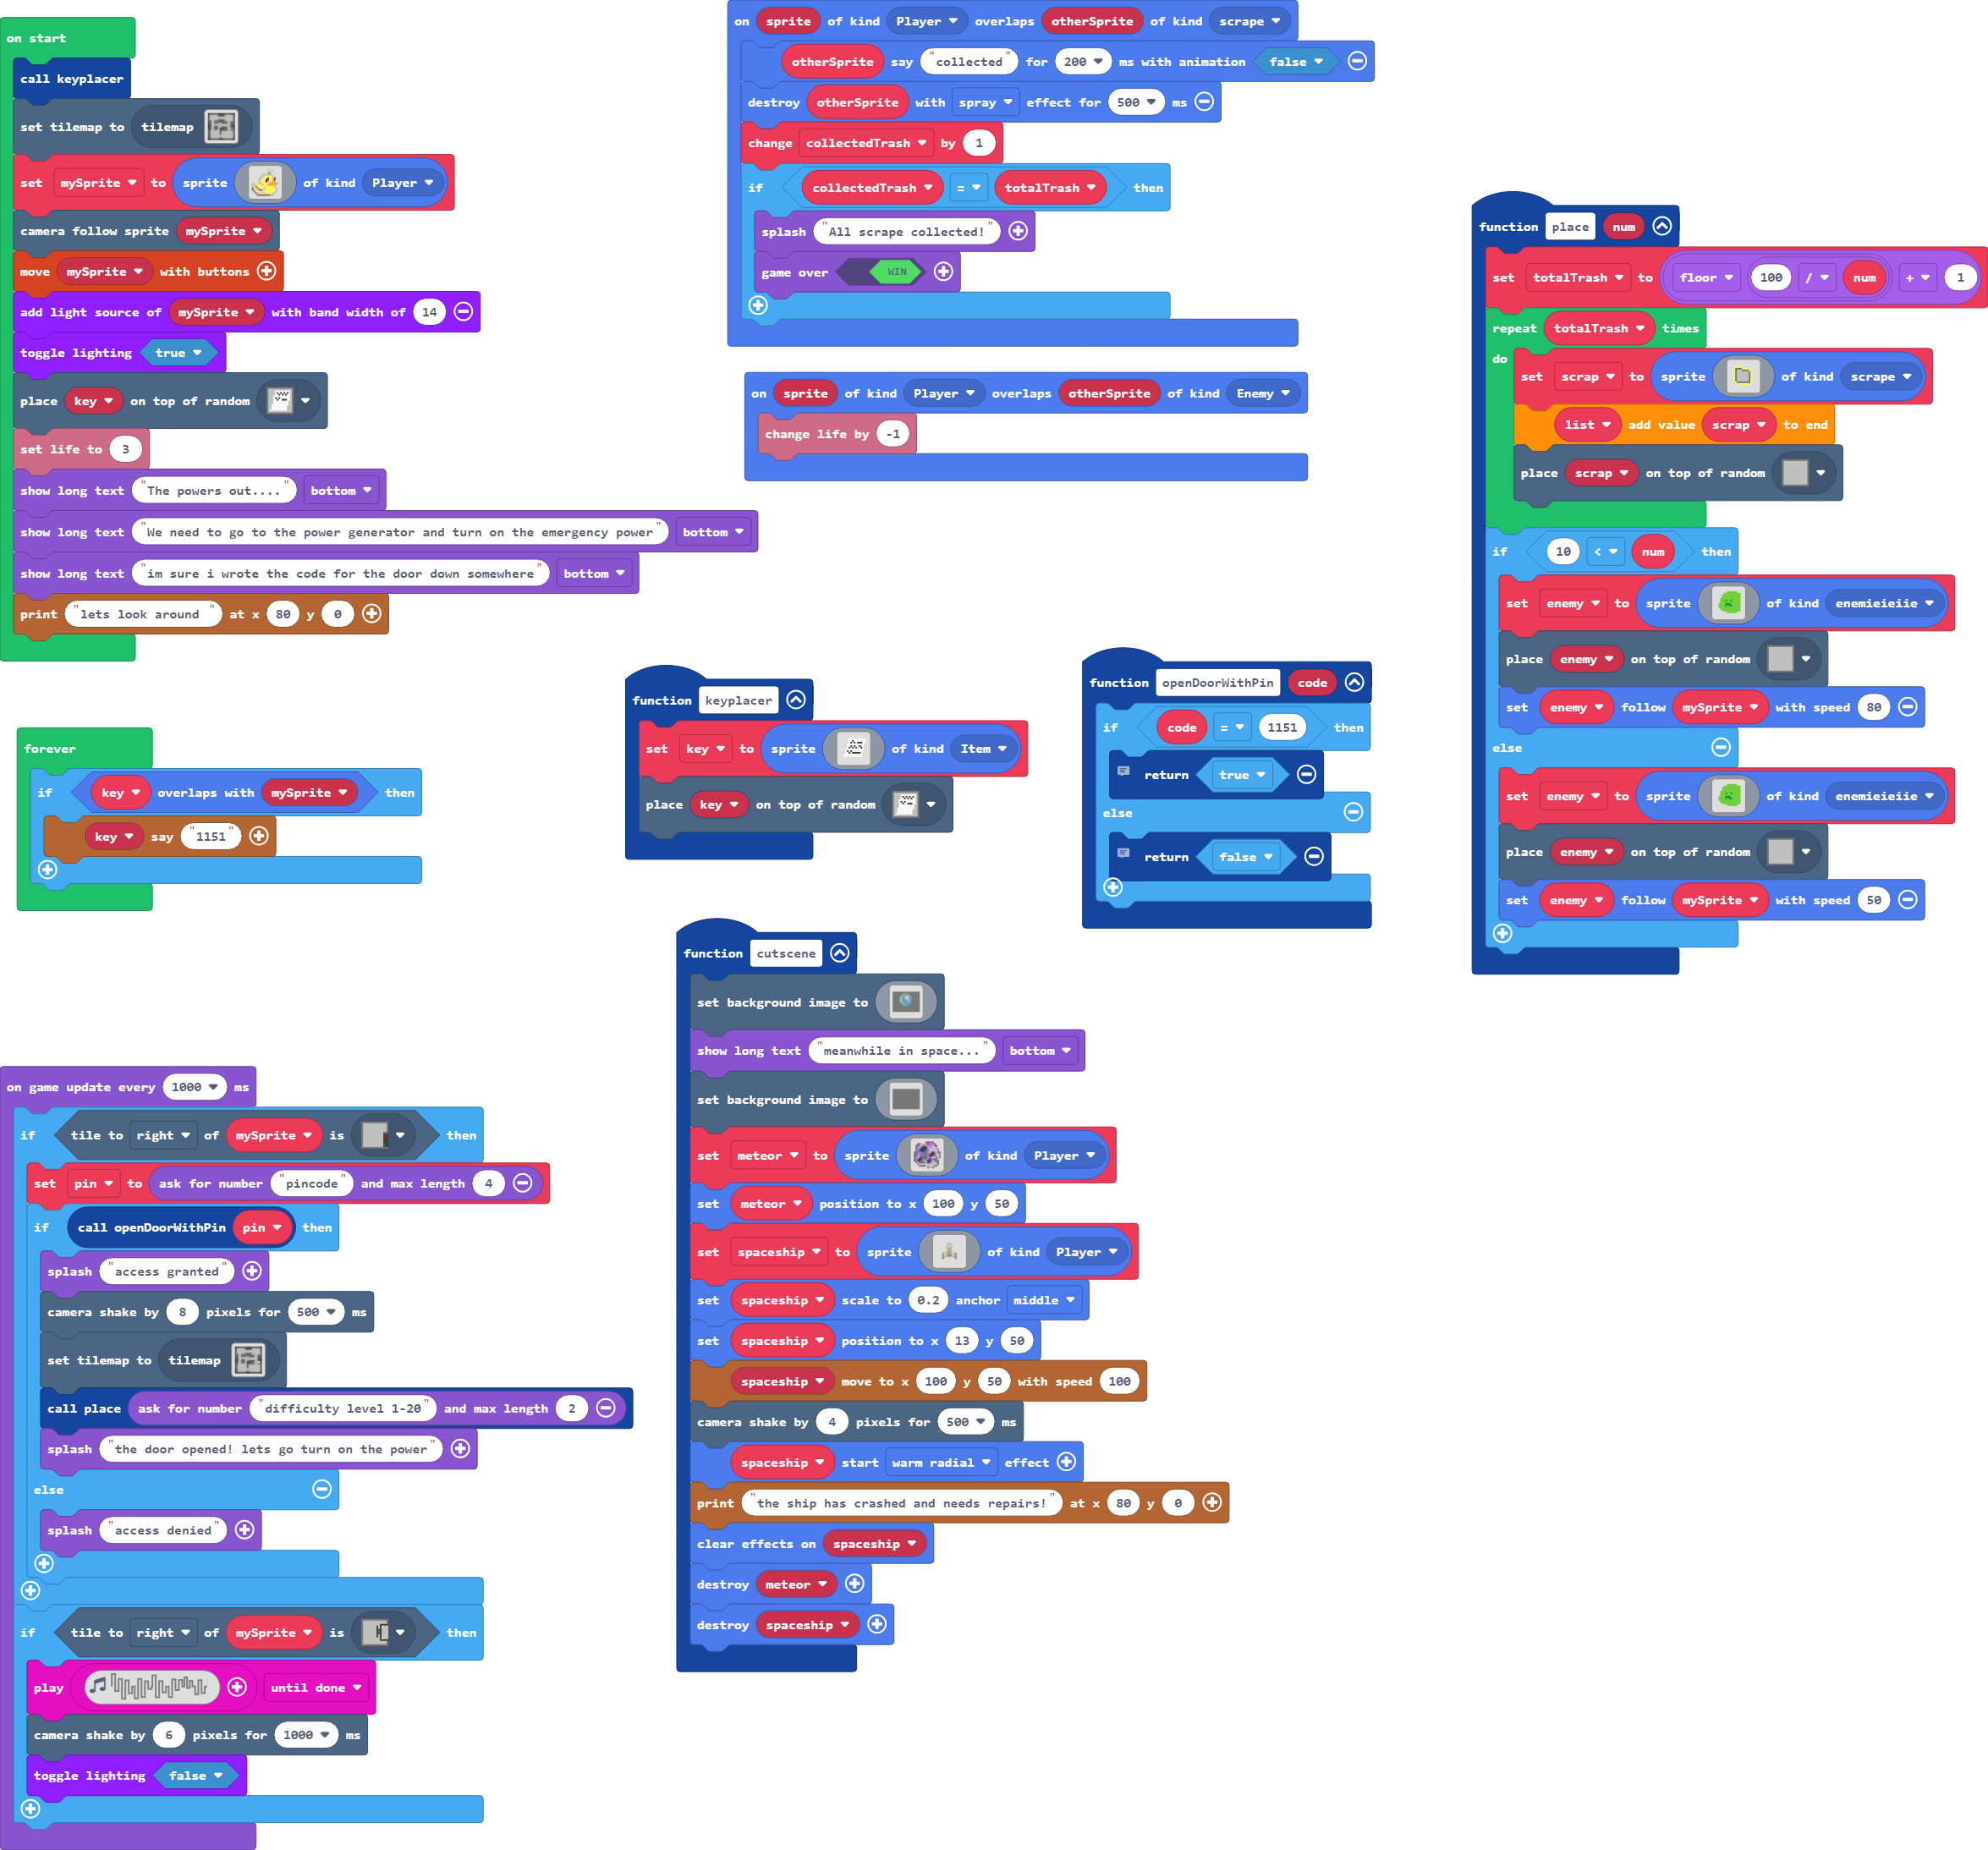 on start
call keyplacer
set tilemap to tilemap
set mySprite to sprite of kind Player
camera follow sprite mySprite
move mySprite with buttons
add light source of mySprite with band width of 14
toggle lighting true
place key on top of random
set life to 3
show long text "The powers out...." bottom
show long text "We need to go to the power generator and turn on the emergency power" bottom
show long text "im sure i wrote the code for the door down somewhere" bottom
print "lets look around " at x 80 y 0
forever
if key overlaps with mySprite then
key say "1151"
on game update every 1000 ms
if tile to right of mySprite is then
set pin to ask for number "pincode" and max length 4
if call openDoorWithPin pin then
splash "access granted"
camera shake by 8 pixels for 500 ms
set tilemap to tilemap
call place ask for number "difficulty level 1-20" and max length 2
splash "the door opened! lets go turn on the power"
else
splash "access denied"
if tile to right of mySprite is then
play until done
camera shake by 6 pixels for 1000 ms
toggle lighting false
on sprite of kind Player overlaps otherSprite of kind scrape
otherSprite say "collected" for 200 ms with animation false
destroy otherSprite with spray effect for 500 ms
change collectedTrash by 1
if collectedTrash = totalTrash then
splash "All scrape collected!"
game over WIN
on sprite of kind Player overlaps otherSprite of kind Enemy
change life by -1
function keyplacer
set key to sprite of kind Item
place key on top of random
function openDoorWithPin code
if code = 1151 then
return true
else
return false
function cutscene
set background image to
show long text "meanwhile in space..." bottom
set background image to
set meteor to sprite of kind Player
set meteor position to x 100 y 50
set spaceship to sprite of kind Player
set spaceship scale to 0.2 anchor middle
set spaceship position to x 13 y 50
spaceship move to x 100 y 50 with speed 100
camera shake by 4 pixels for 500 ms
spaceship start warm radial effect
print "the ship has crashed and needs repairs!" at x 80 y 0
clear effects on spaceship
destroy meteor
destroy spaceship
function place num
set totalTrash to floor 100 / num + 1
repeat totalTrash times
do
set scrap to sprite of kind scrape
list add value scrap to end
place scrap on top of random
if 10 < num then
set enemy to sprite of kind enemieieiie
place enemy on top of random
set enemy follow mySprite with speed 80
else
set enemy to sprite of kind enemieieiie
place enemy on top of random
set enemy follow mySprite with speed 50